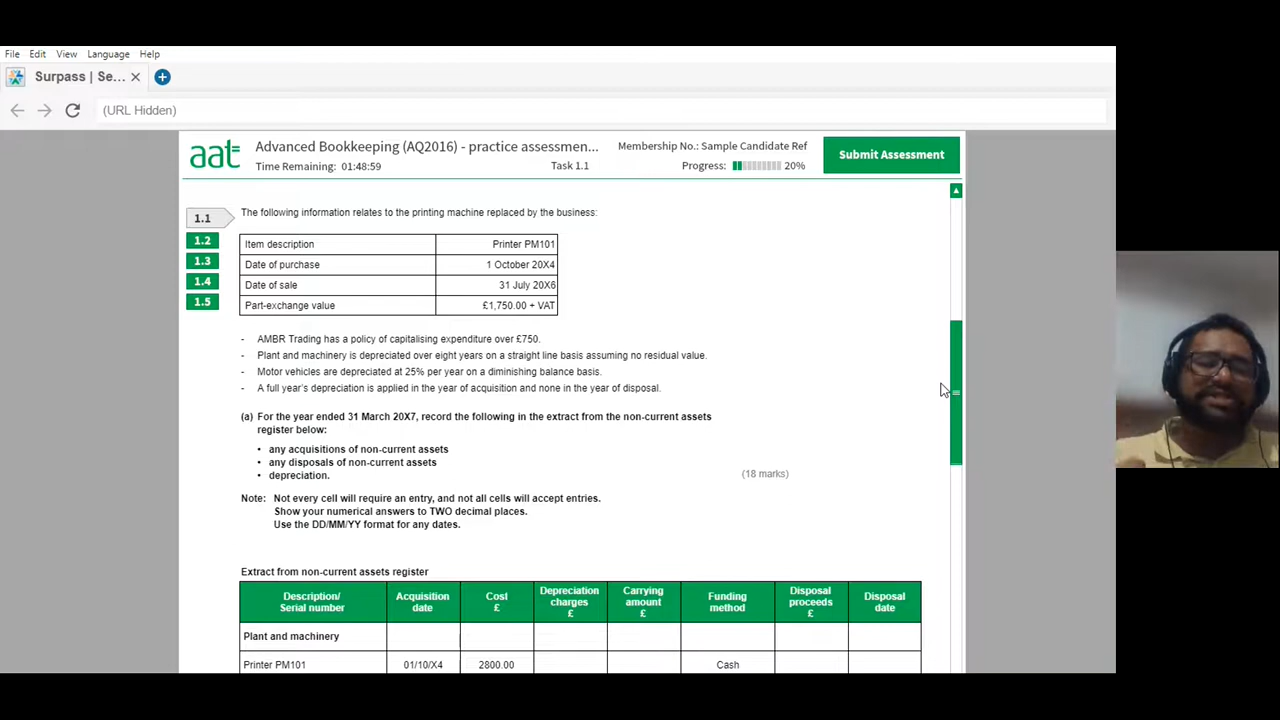 File Edit View Language Help
Surpass | Se...
(URL Hidden)
aat
Advanced Bookkeeping (AQ2016) - practice assessmen...
Membership No.: Sample Candidate Ref
Submit Assessment
Time Remaining: 01:48:59
Task 1.1
Progress: 20%
1.1
1.2
1.3
1.4
1.5
The following information relates to the printing machine replaced by the business:
Item description Printer PM101
Date of purchase 1 October 20X4
Date of sale 31 July 20X6
Part-exchange value £1,750.00 + VAT
- AMBR Trading has a policy of capitalising expenditure over £750.
- Plant and machinery is depreciated over eight years on a straight line basis assuming no residual value.
- Motor vehicles are depreciated at 25% per year on a diminishing balance basis.
- A full year's depreciation is applied in the year of acquisition and none in the year of disposal.
(a) For the year ended 31 March 20X7, record the following in the extract from the non-current assets
register below:
• any acquisitions of non-current assets
• any disposals of non-current assets
• depreciation.
(18 marks)
Note: Not every cell will require an entry, and not all cells will accept entries.
Show your numerical answers to TWO decimal places.
Use the DD/MM/YY format for any dates.
Extract from non-current assets register
Description/ Serial number
Acquisition date
Cost £
Depreciation charges £
Carrying amount £
Funding method
Disposal proceeds £
Disposal date
Plant and machinery
Printer PM101 01/10/X4 2800.00 Cash